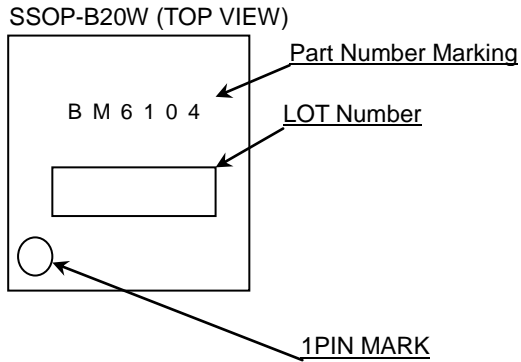 SSOP-B20W (TOP VIEW)
Part Number Marking
B M 6 1 0 4
LOT Number
1PIN MARK